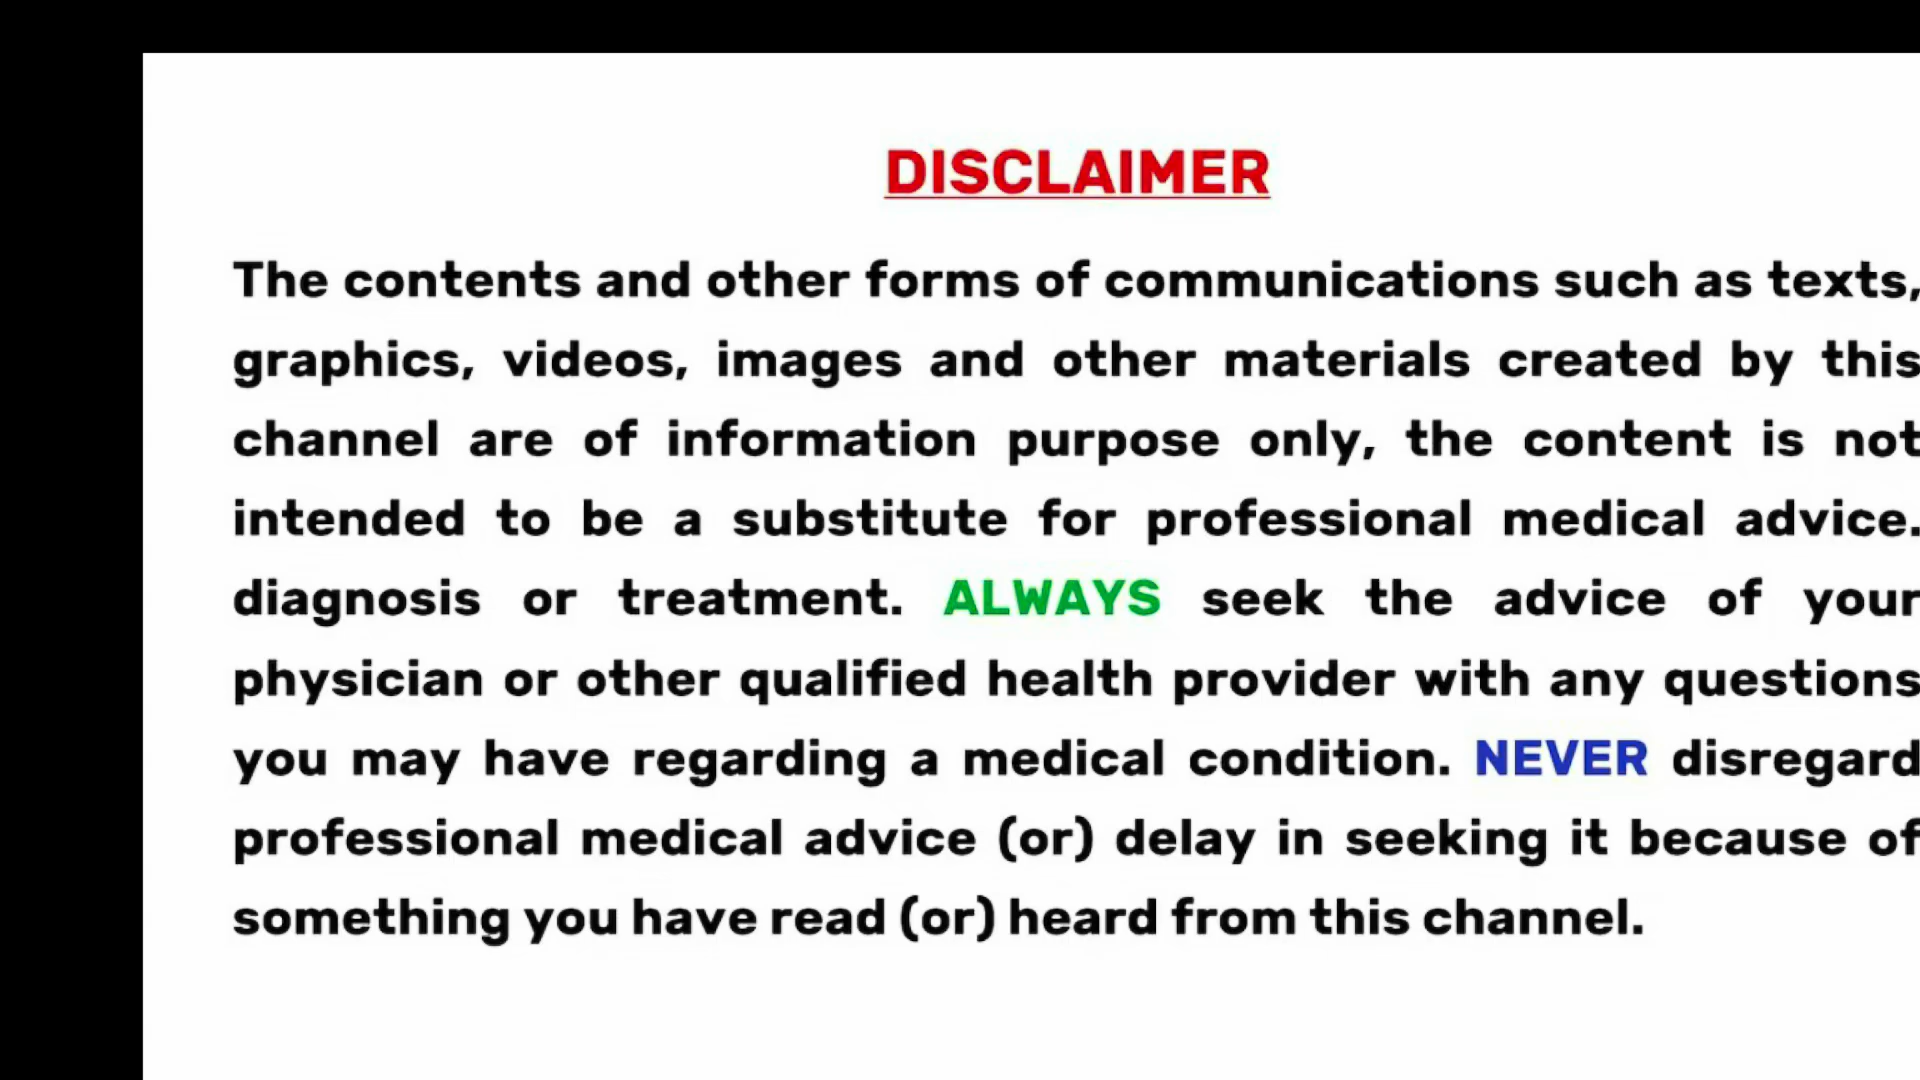 DISCLAIMER
The contents and other forms of communications such as texts,
graphics, videos, images and other materials created by this
channel are of information purpose only, the content is not
intended to be a substitute for professional medical advice.
diagnosis or treatment. ALWAYS seek the advice of your
physician or other qualified health provider with any questions
you may have regarding a medical condition. NEVER disregard
professional medical advice (or) delay in seeking it because of
something you have read (or) heard from this channel.